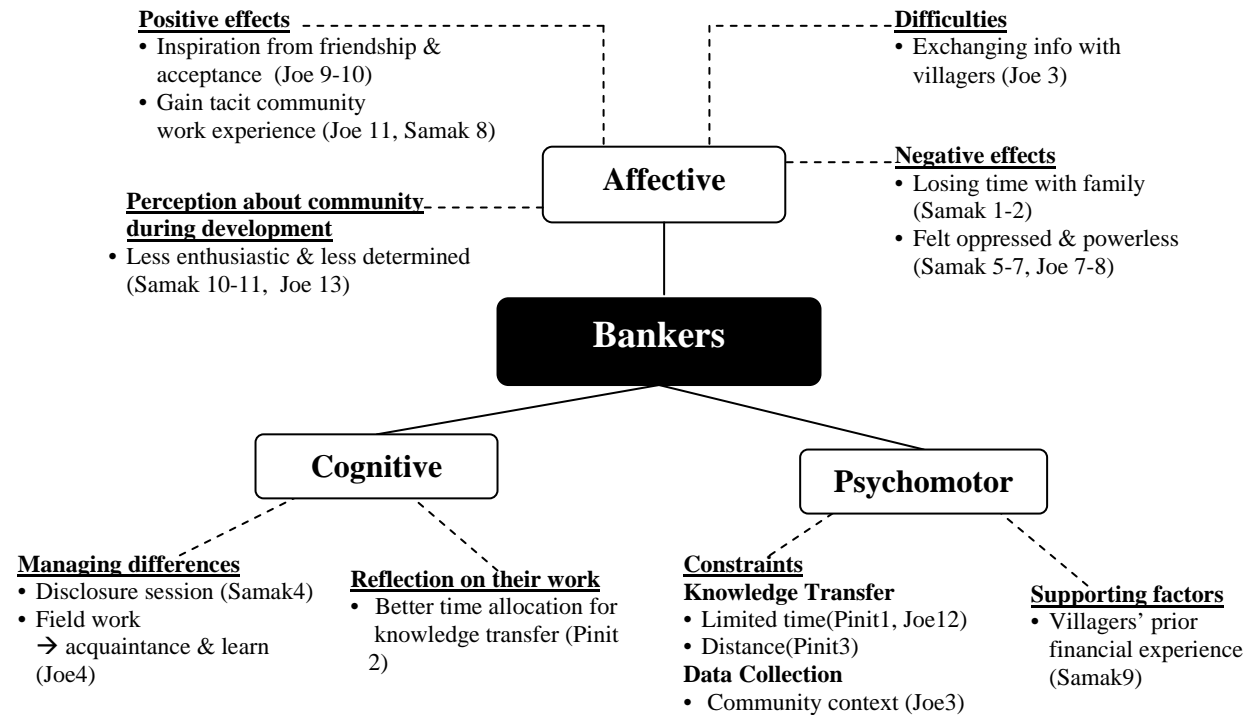 Positive effects
• Inspiration from friendship &
acceptance (Joe 9-10)
• Gain tacit community
work experience (Joe 11, Samak 8)
Difficulties
• Exchanging info with
villagers (Joe 3)
Affective
Negative effects
• Losing time with family
(Samak 1-2)
• Felt oppressed & powerless
(Samak 5-7, Joe 7-8)
Perception about community
during development
• Less enthusiastic & less determined
(Samak 10-11, Joe 13)
Bankers
Cognitive
Psychomotor
Managing differences
• Disclosure session (Samak4)
• Field work
→ acquaintance & learn
(Joe4)
Reflection on their work
• Better time allocation for
knowledge transfer (Pinit
2)
Constraints
Knowledge Transfer
• Limited time(Pinit1, Joe12)
• Distance(Pinit3)
Data Collection
• Community context (Joe3)
Supporting factors
• Villagers’ prior
financial experience
(Samak9)